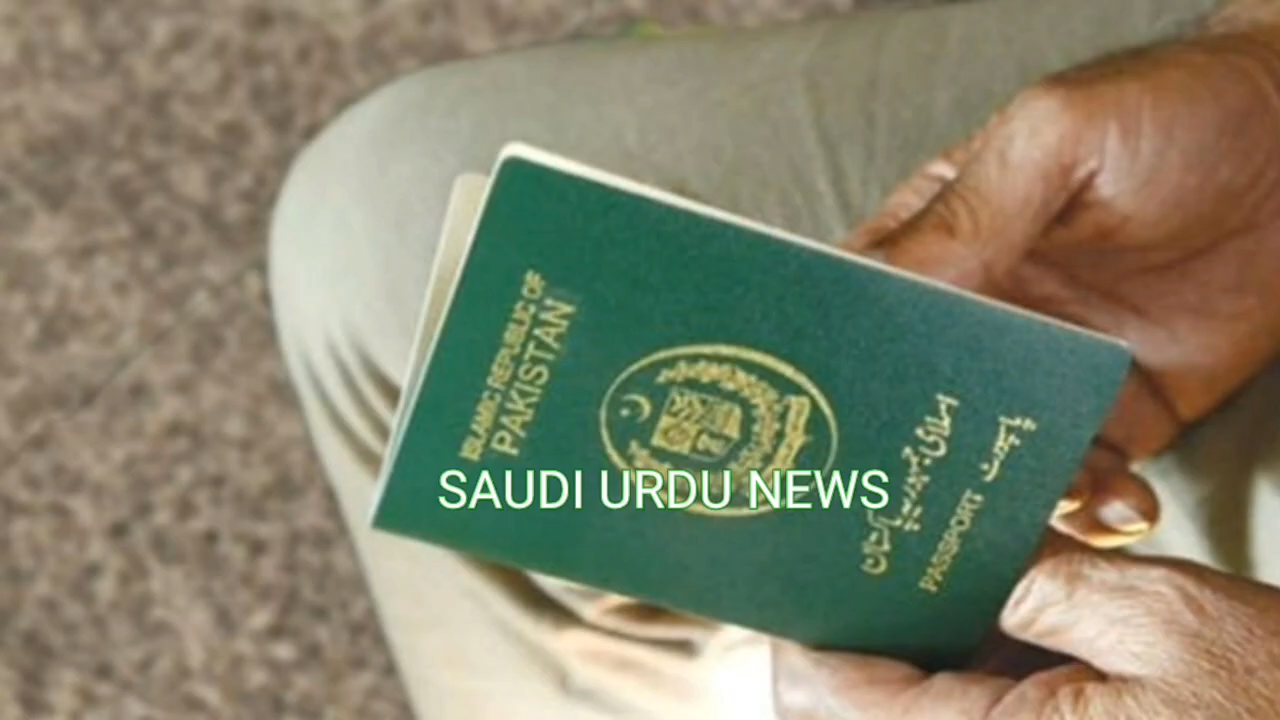 ISLAMIC REPUBLIC OF
PAKISTAN
SAUDI URDU NEWS
اسلامی جمہوریہ پاکستان
PASSPORT پاسپورٹ